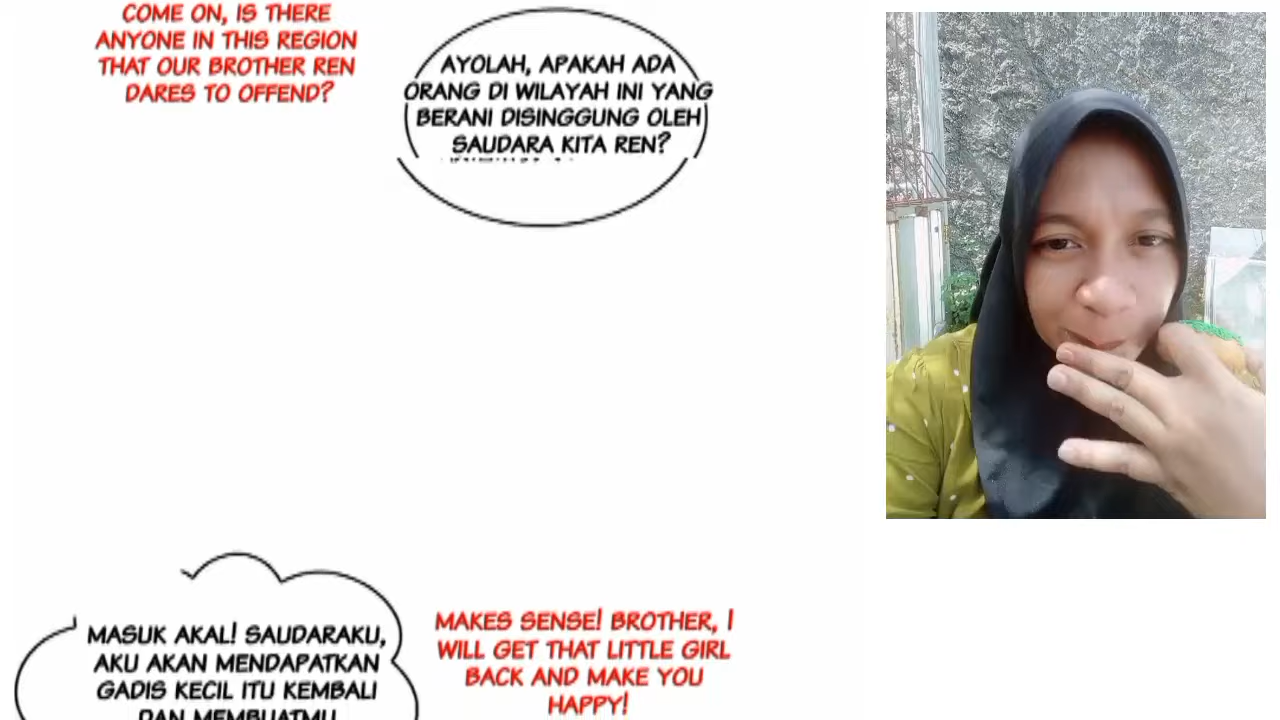 COME ON, IS THERE
ANYONE IN THIS REGION
THAT OUR BROTHER REN
DARES TO OFFEND?
AYOLAH, APAKAH ADA
ORANG DI WILAYAH INI YANG
BERANI DISINGGUNG OLEH
SAUDARA KITA REN?
MASUK AKAL! SAUDARAKU,
AKU AKAN MENDAPATKAN
GADIS KECIL ITU KEMBALI
DAN MEMBUATMU
MAKES SENSE! BROTHER, I
WILL GET THAT LITTLE GIRL
BACK AND MAKE YOU
HAPPY!